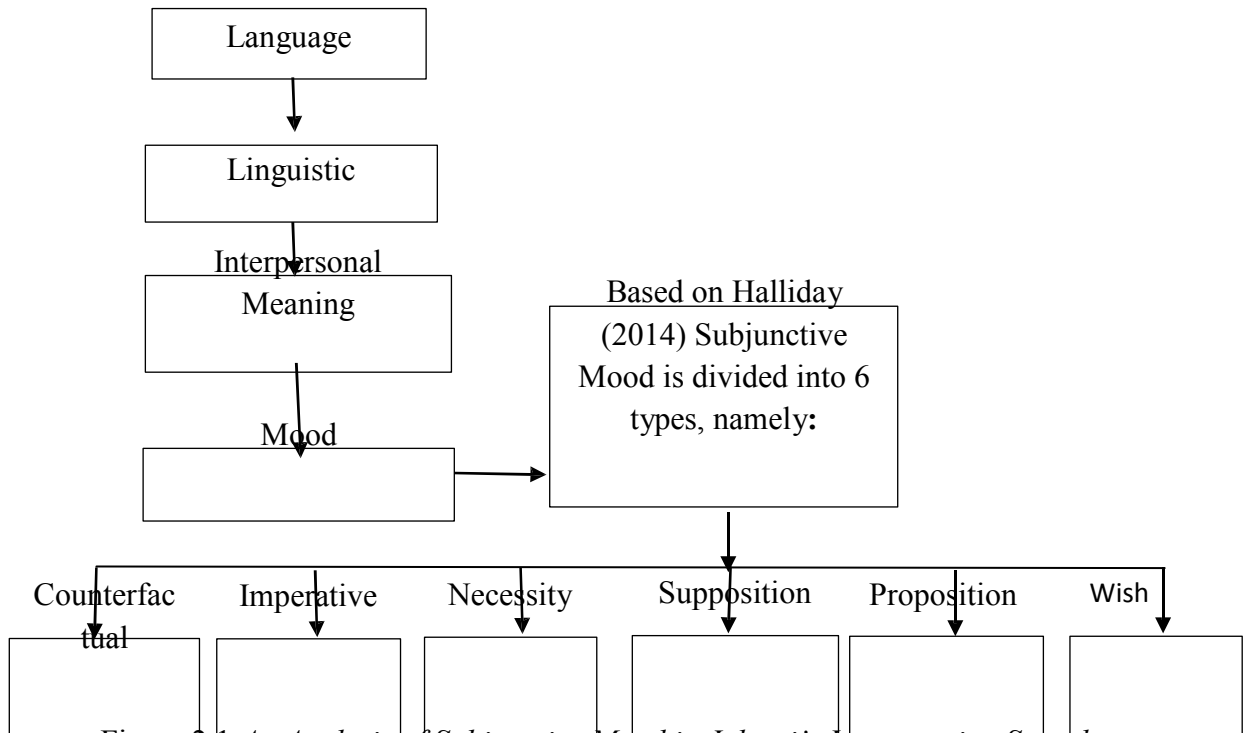 Language
Linguistic
Interpersonal
Meaning
Mood
Based on Halliday
(2014) Subjunctive
Mood is divided into 6
types, namely:
Counterfac
tual
Imperative
Necessity
Supposition
Proposition
Wish